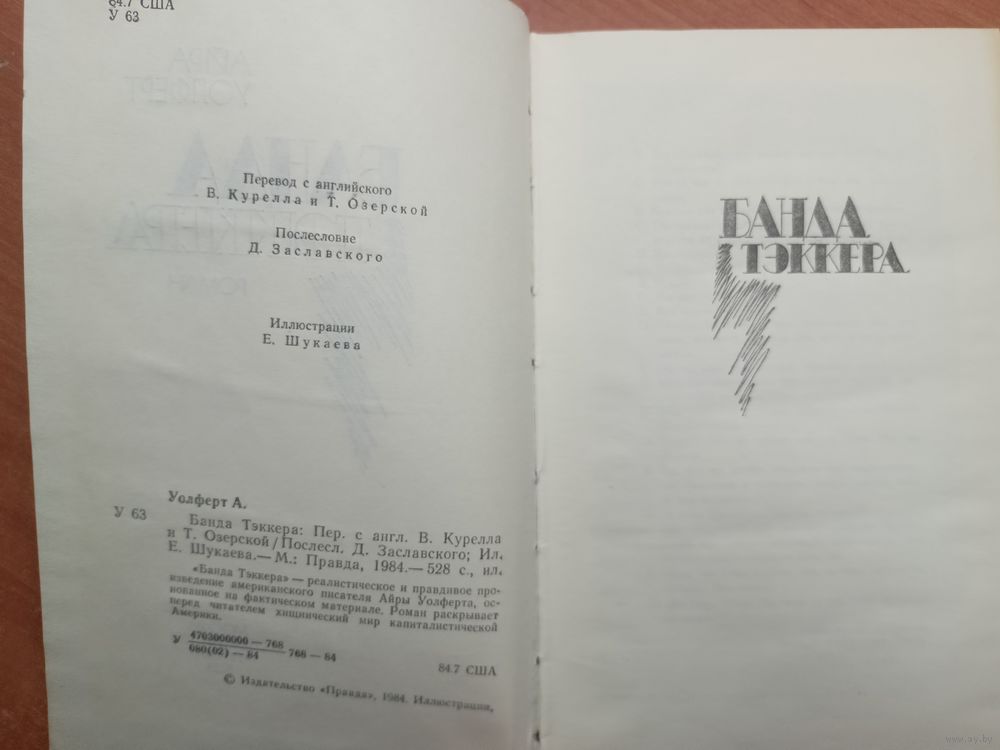 84.7 США
У 63
Перевод с английского
В. Курелла и Т. Озерской
Послесловие
Д. Заславского
Иллюстрации
Е. Шукаева
Уолферт А.
У 63
Банда Тэккера: Пер. с англ. В. Курелла
и Т. Озерской/Послесл. Д. Заславского; Ил.
Е. Шукаева.— М.: Правда, 1984.— 528 с., ил.
«Банда Тэккера» — реалистическое и правдивое про-
изведение американского писателя Айры Уолферта, ос-
нованное на фактическом материале. Роман раскрывает
перед читателем хищнический мир капиталистической
Америки.
У 4703000000 — 768
080(02) — 84
768 — 84
84.7 США
© Издательство «Правда», 1984. Иллюстрации,
БАНДА
ТЭККЕРА
www.ay.by